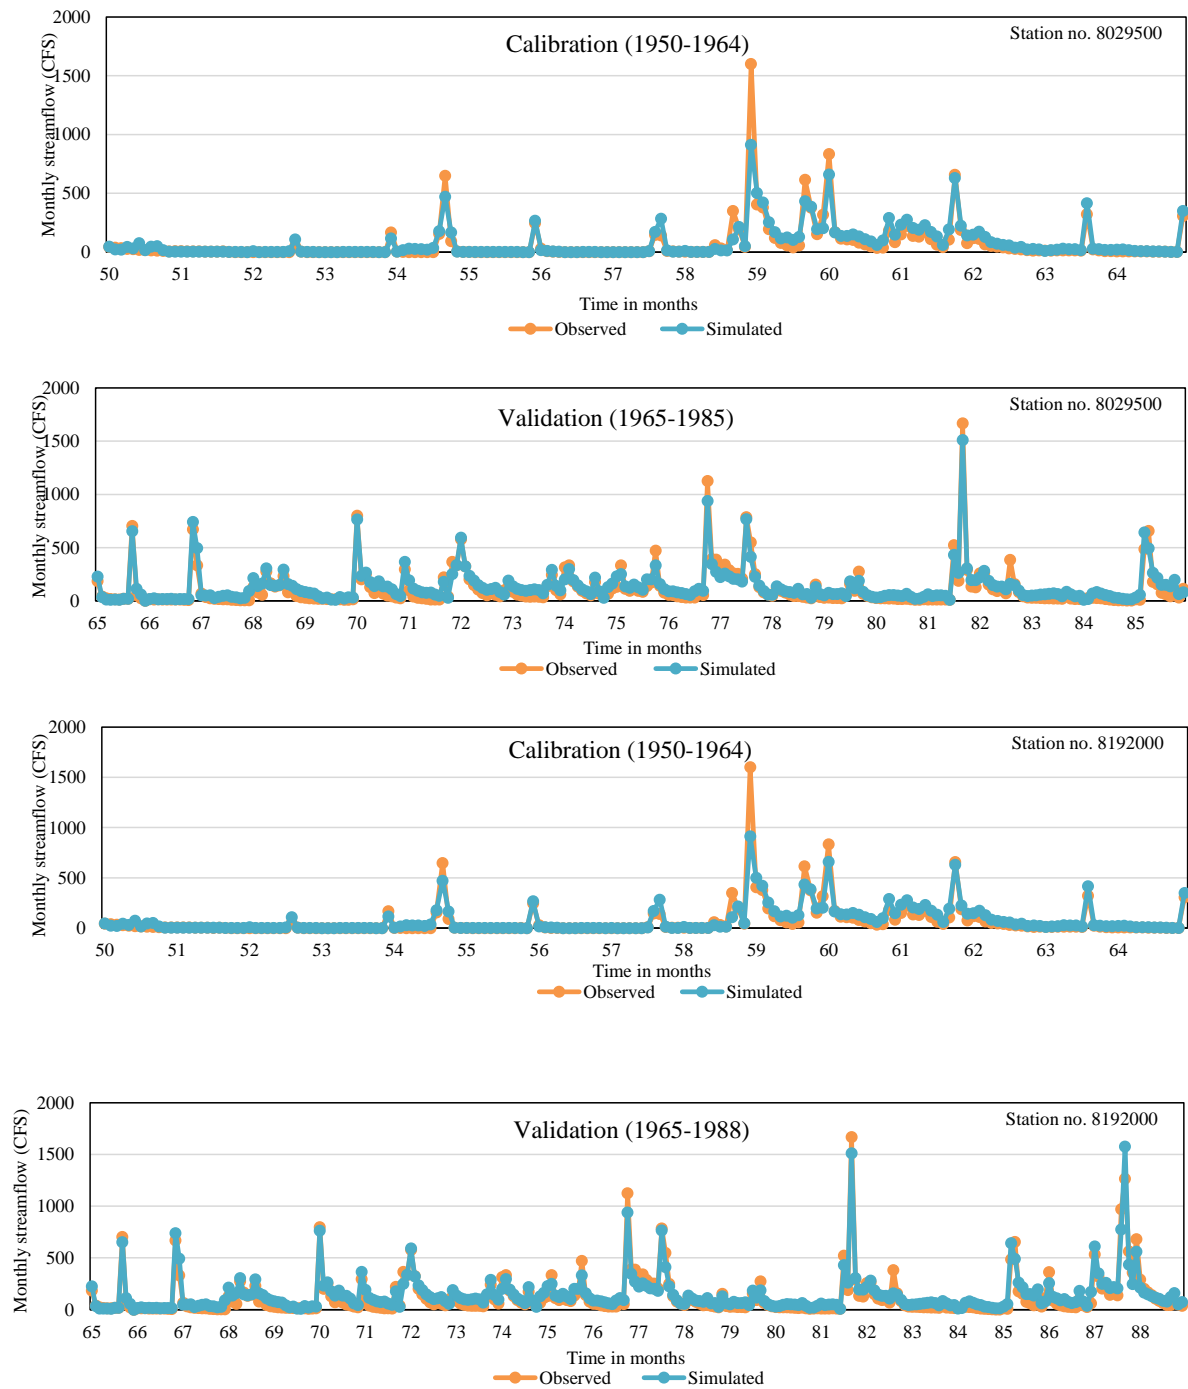 2000
Calibration (1950-1964)
Station no. 8029500
1500
1000
500
0
Monthly streamflow (CFS)
50 51 52 53 54 55 56 57 58 59 60 61 62 63 64
Time in months
Observed Simulated
2000
Validation (1965-1985)
Station no. 8029500
1500
1000
500
0
Monthly streamflow (CFS)
65 66 67 68 69 70 71 72 73 74 75 76 77 78 79 80 81 82 83 84 85
Time in months
Observed Simulated
2000
Calibration (1950-1964)
Station no. 8192000
1500
1000
500
0
Monthly streamflow (CFS)
50 51 52 53 54 55 56 57 58 59 60 61 62 63 64
Time in months
Observed Simulated
2000
Validation (1965-1988)
Station no. 8192000
1500
1000
500
0
Monthly streamflow (CFS)
65 66 67 68 69 70 71 72 73 74 75 76 77 78 79 80 81 82 83 84 85 86 87 88
Time in months
Observed Simulated